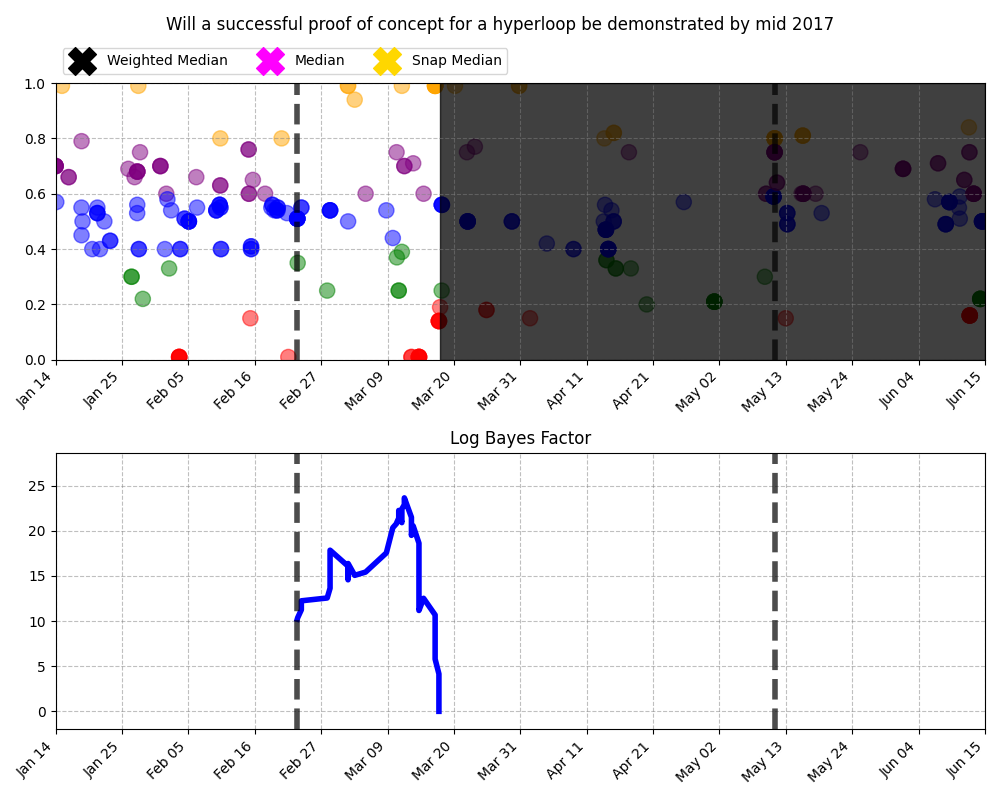 Will a successful proof of concept for a hyperloop be demonstrated by mid 2017
Weighted Median Median Snap Median
1.0
0.8
0.6
0.4
0.2
0.0
Jan 14 Jan 25 Feb 05 Feb 16 Feb 27 Mar 09 Mar 20 Mar 31 Apr 11 Apr 21 May 02 May 13 May 24 Jun 04 Jun 15
Log Bayes Factor
25
20
15
10
5
0
Jan 14 Jan 25 Feb 05 Feb 16 Feb 27 Mar 09 Mar 20 Mar 31 Apr 11 Apr 21 May 02 May 13 May 24 Jun 04 Jun 15